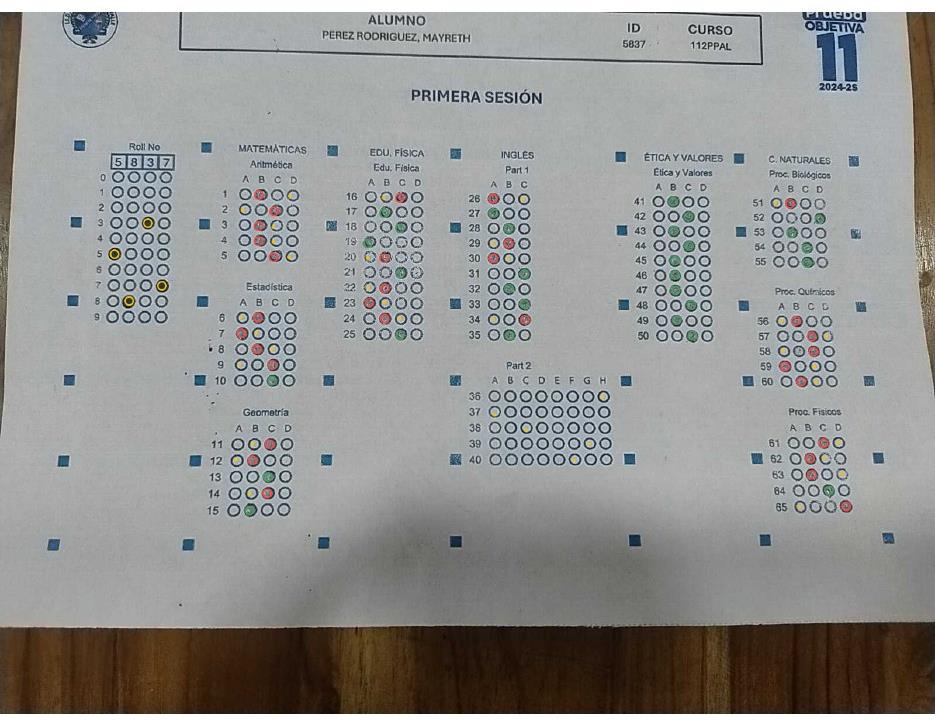 ALUMNO
PEREZ RODRIGUEZ, MAYRETH
ID
5837
CURSO
112PPAL
Prueba
OBJETIVA
11
2024-25
PRIMERA SESIÓN
Roll No
5 8 3 7
0
1
2
3
4
5
6
7
8
9
MATEMÁTICAS
Aritmética
A B C D
1
2
3
4
5
Estadística
A B C D
6
7
8
9
10
Geometría
A B C D
11
12
13
14
15
EDU. FÍSICA
Edu. Física
A B C D
16
17
18
19
20
21
22
23
24
25
INGLÉS
Part 1
A B C
26
27
28
29
30
31
32
33
34
35
Part 2
A B C D E F G H
36
37
38
39
40
ÉTICA Y VALORES
Ética y Valores
A B C D
41
42
43
44
45
46
47
48
49
50
C. NATURALES
Proc. Biológicos
A B C D
51
52
53
54
55
Proc. Químicos
A B C D
56
57
58
59
60
Proc. Físicos
A B C D
61
62
63
64
65